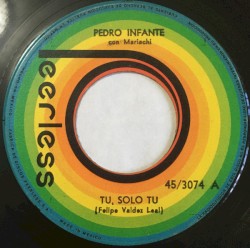 PEDRO INFANTE
con Mariachi
peerless
45/3074 A
TU, SOLO TU
(Felipe Valdez Leal)